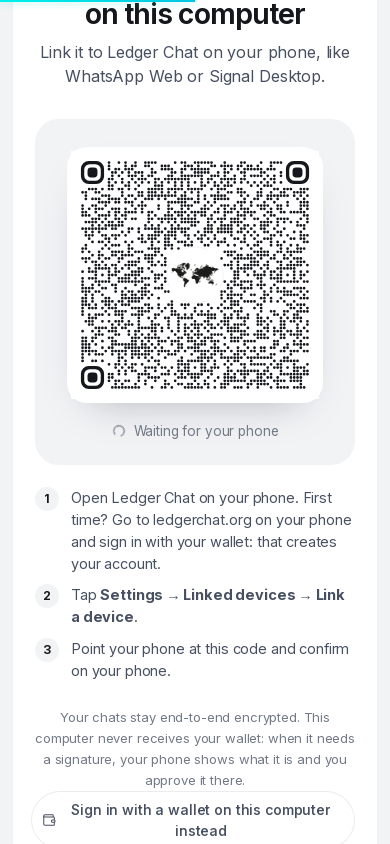 on this computer
Link it to Ledger Chat on your phone, like
WhatsApp Web or Signal Desktop.
Waiting for your phone
1 Open Ledger Chat on your phone. First
time? Go to ledgerchat.org on your phone
and sign in with your wallet: that creates
your account.
2 Tap Settings → Linked devices → Link
a device.
3 Point your phone at this code and confirm
on your phone.
Your chats stay end-to-end encrypted. This
computer never receives your wallet: when it needs
a signature, your phone shows what it is and you
approve it there.
Sign in with a wallet on this computer
instead